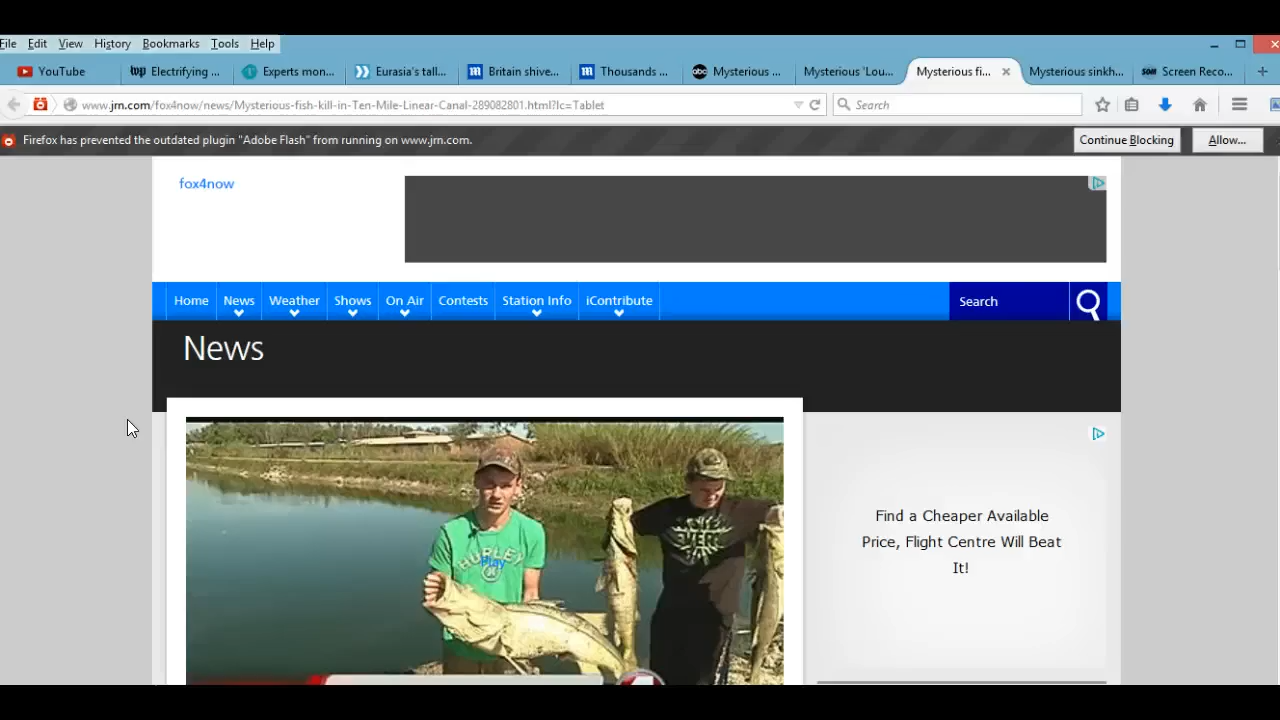 File Edit View History Bookmarks Tools Help
YouTube Electrifying ... Experts mon... Eurasia's tall... Britain shive... Thousands ... abc Mysterious ... Mysterious 'Lou... Mysterious fi... × Mysterious sinkh... SOM Screen Reco... +
www.jrn.com/fox4now/news/Mysterious-fish-kill-in-Ten-Mile-Linear-Canal-289082801.html?lc=Tablet Search
Firefox has prevented the outdated plugin "Adobe Flash" from running on www.jrn.com. Continue Blocking Allow...
fox4now
Home News Weather Shows On Air Contests Station Info iContribute Search
News
HURLEY
Play
Find a Cheaper Available
Price, Flight Centre Will Beat
It!